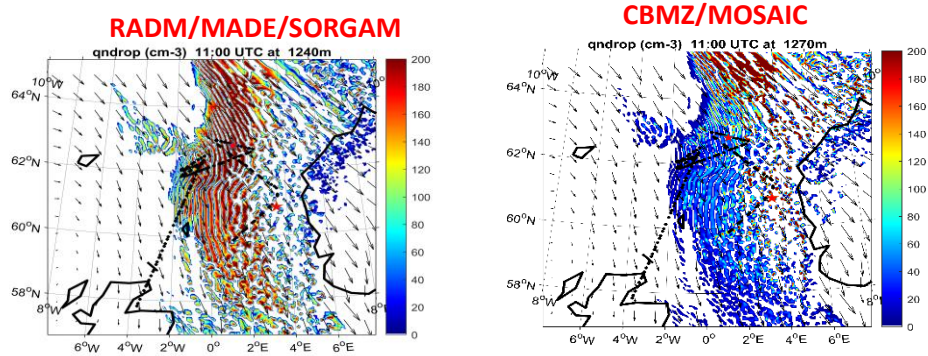 RADM/MADE/SORGAM
qndrop (cm-3) 11:00 UTC at 1240m
10°W
8°E
64°N
62°N
60°N
58°N
8°W
6°W
4°W
2°W
0°
2°E
4°E
6°E
200
180
160
140
120
100
80
60
40
20
0
CBMZ/MOSAIC
qndrop (cm-3) 11:00 UTC at 1270m
10°W
8°E
64°N
62°N
60°N
58°N
8°W
6°W
4°W
2°W
0°
2°E
4°E
6°E
200
180
160
140
120
100
80
60
40
20
0